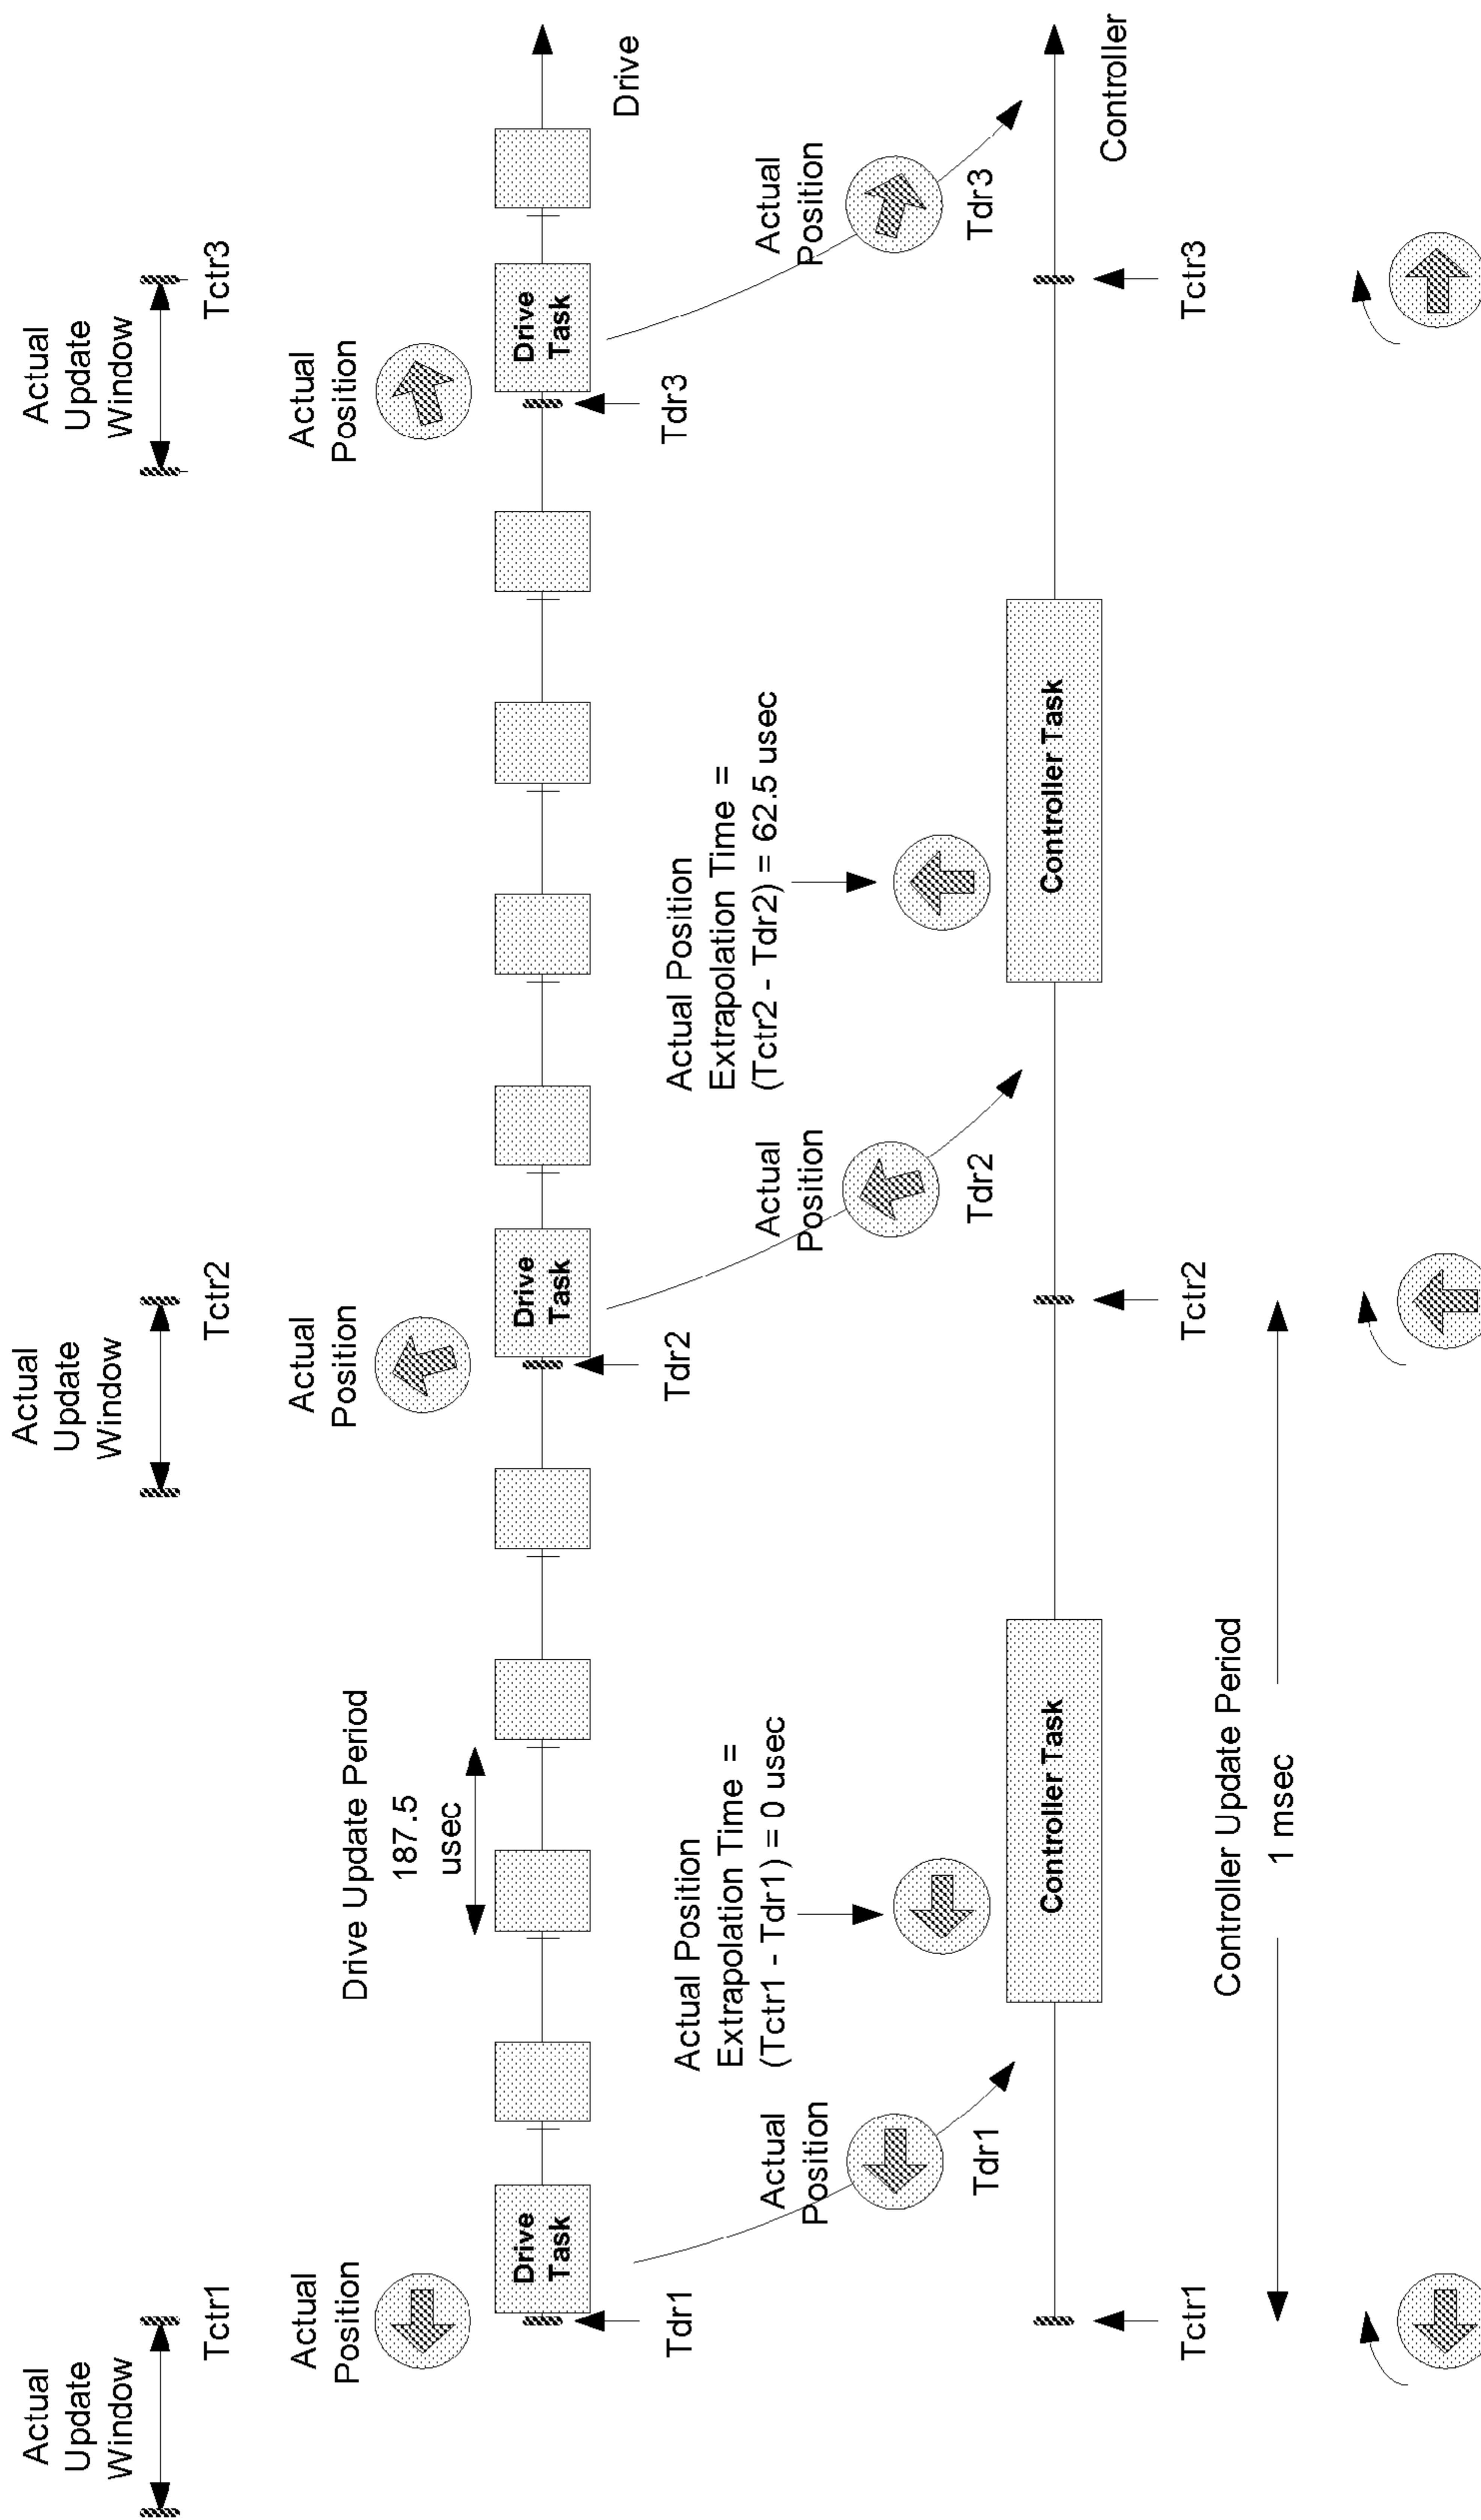 Actual
Update
Window
Tctr1
Actual
Update
Window
Tctr2
Actual
Update
Window
Tctr3
Actual
Position
Drive Update Period
187.5
usec
Actual
Position
Actual
Position
Drive
Task
Drive
Task
Drive
Task
Drive
Tdr1
Tdr2
Tdr3
Actual
Position
Tdr1
Actual Position
Extrapolation Time =
(Tctr1 - Tdr1) = 0 usec
Actual
Position
Tdr2
Actual Position
Extrapolation Time =
(Tctr2 - Tdr2) = 62.5 usec
Actual
Position
Tdr3
Controller Task
Controller Task
Controller
Tctr1
Tctr2
Tctr3
Controller Update Period
1 msec